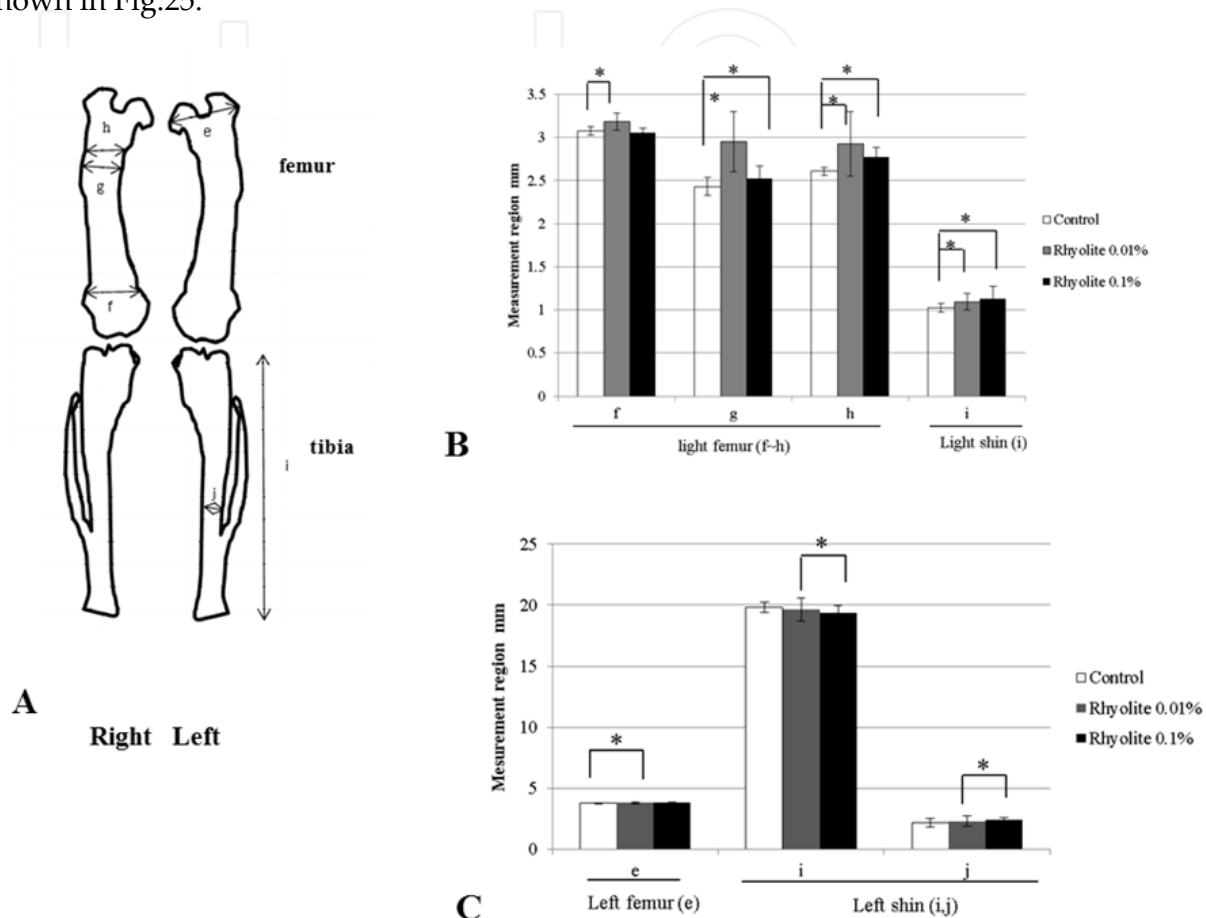 nown in Fig.25.
h
e
femur
g
f
tibia
i
j
A
Right Left
*
*
*
*
*
*
*
3.5
3
2.5
2
1.5
1
0.5
0
Measurement region mm
f g h i
light femur (f~h) Light shin (i)
Control
Rhyolite 0.01%
Rhyolite 0.1%
B
*
*
*
25
20
15
10
5
0
Mesurement region mm
e i j
Left femur (e) Left shin (i,j)
Control
Rhyolite 0.01%
Rhyolite 0.1%
C